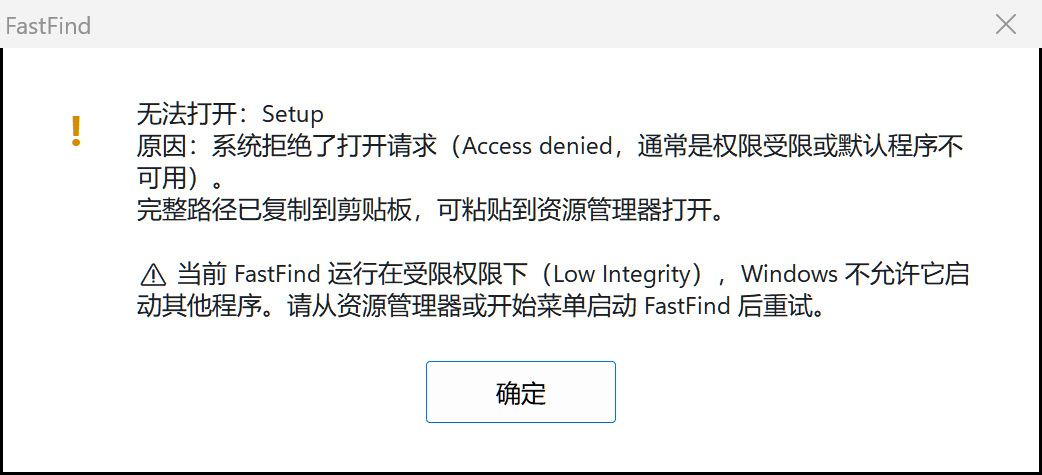 FastFind
无法打开：Setup
原因：系统拒绝了打开请求（Access denied，通常是权限受限或默认程序不
可用）。
完整路径已复制到剪贴板，可粘贴到资源管理器打开。
⚠ 当前 FastFind 运行在受限权限下（Low Integrity），Windows 不允许它启
动其他程序。请从资源管理器或开始菜单启动 FastFind 后重试。
确定